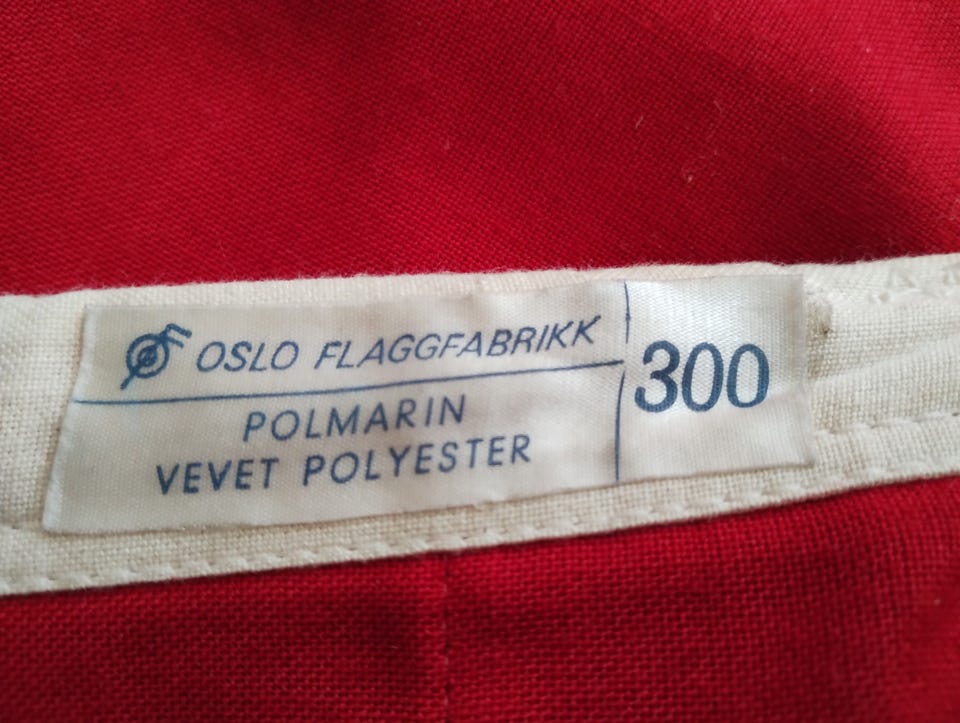 OSLO FLAGGFABRIKK
POLMARIN
VEVET POLYESTER
300